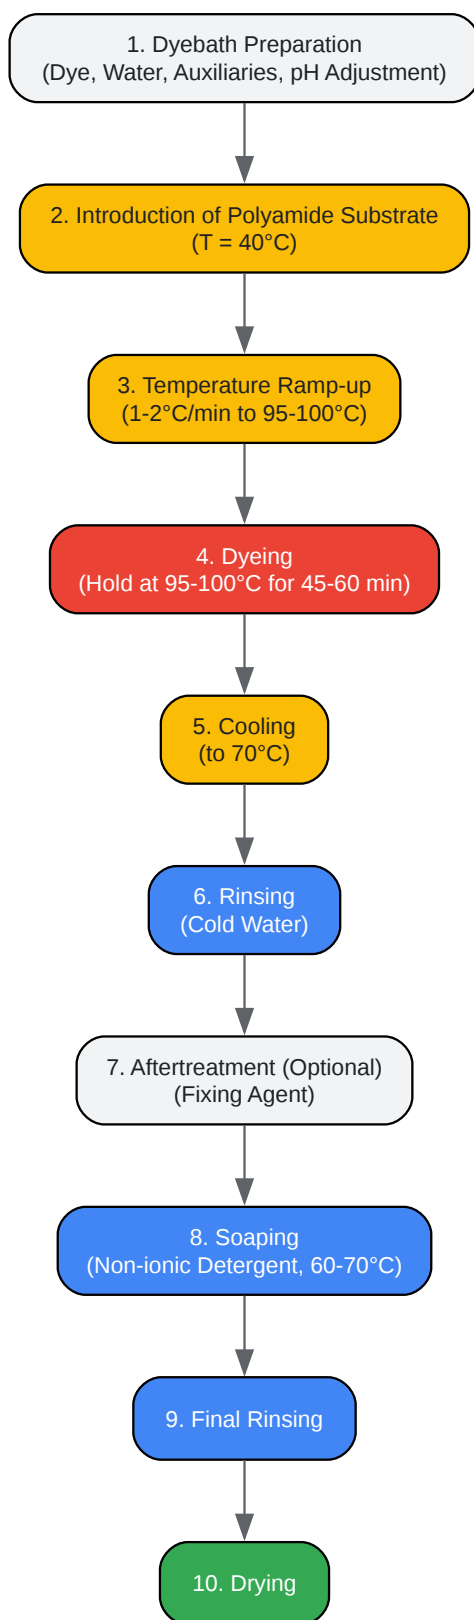 1. Dyebath Preparation
(Dye, Water, Auxiliaries, pH Adjustment)
2. Introduction of Polyamide Substrate
(T = 40°C)
3. Temperature Ramp-up
(1-2°C/min to 95-100°C)
4. Dyeing
(Hold at 95-100°C for 45-60 min)
5. Cooling
(to 70°C)
6. Rinsing
(Cold Water)
7. Aftertreatment (Optional)
(Fixing Agent)
8. Soaping
(Non-ionic Detergent, 60-70°C)
9. Final Rinsing
10. Drying